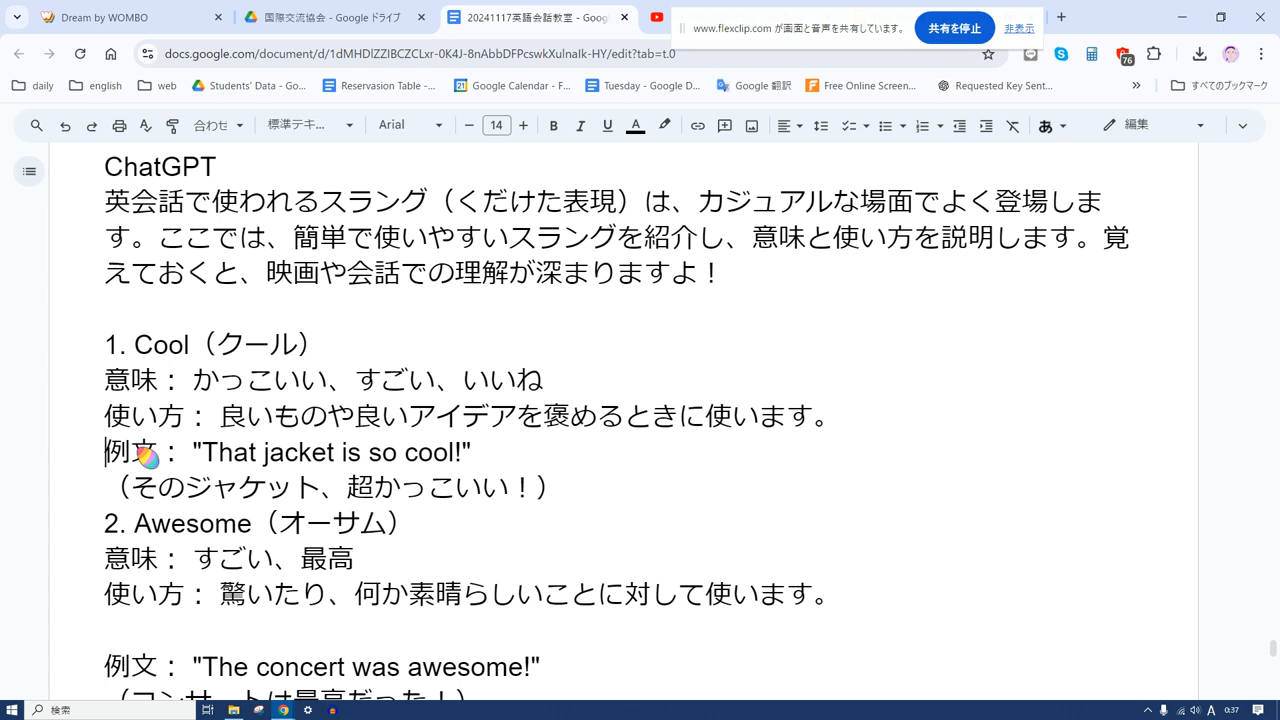 Dream by WOMBO
国際交流協会 - Google ドライブ
20241117英語会話教室 - Goog
www.flexclip.com が画面と音声を共有しています。
共有を停止
非表示
docs.google.com
edit?tab=t.0
76
daily
english
web
Students' Data - Go...
Reservasion Table -...
Google Calendar - F...
Tuesday - Google D...
Google 翻訳
Free Online Screen...
Requested Key Sent...
すべてのブックマーク
合わせ
標準テキ...
Arial
14
B
I
U
A
あ
編集
ChatGPT
英会話で使われるスラング（くだけた表現）は、カジュアルな場面でよく登場しま
す。ここでは、簡単で使いやすいスラングを紹介し、意味と使い方を説明します。覚
えておくと、映画や会話での理解が深まりますよ！
1. Cool（クール）
意味： かっこいい、すごい、いいね
使い方： 良いものや良いアイデアを褒めるときに使います。
例文： "That jacket is so cool!"
（そのジャケット、超かっこいい！）
2. Awesome（オーサム）
意味： すごい、最高
使い方： 驚いたり、何か素晴らしいことに対して使います。
例文： "The concert was awesome!"
（コンサートは最高だった！）
検索
A
0:37